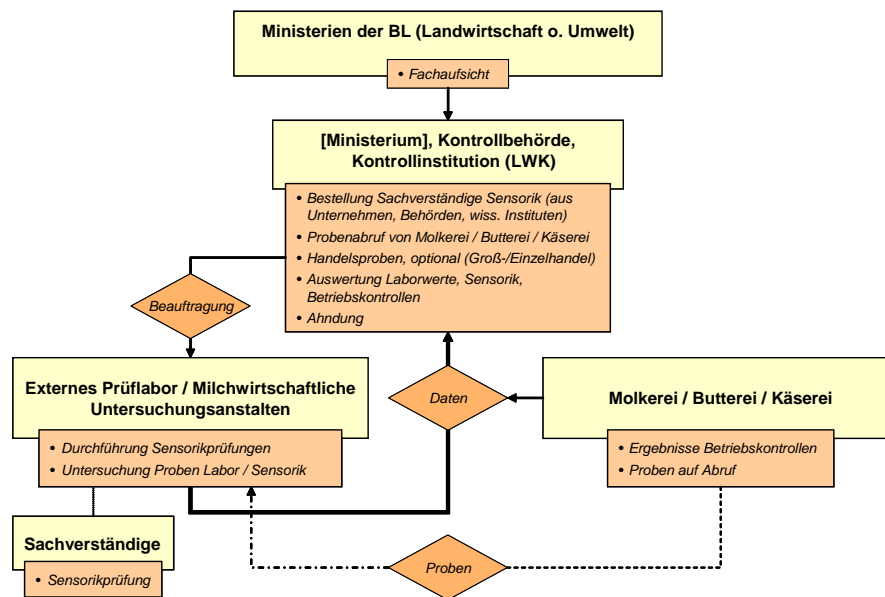 Ministerien der BL (Landwirtschaft o. Umwelt)
• Fachaufsicht
[Ministerium], Kontrollbehörde,
Kontrollinstitution (LWK)
• Bestellung Sachverständige Sensorik (aus
Unternehmen, Behörden, wiss. Instituten)
• Probenabruf von Molkerei / Butterei / Käserei
• Handelsproben, optional (Groß-/Einzelhandel)
• Auswertung Laborwerte, Sensorik,
Betriebskontrollen
• Ahndung
Beauftragung
Externes Prüflabor / Milchwirtschaftliche
Untersuchungsanstalten
• Durchführung Sensorikprüfungen
• Untersuchung Proben Labor / Sensorik
Daten
Molkerei / Butterei / Käserei
• Ergebnisse Betriebskontrollen
• Proben auf Abruf
Sachverständige
• Sensorikprüfung
Proben